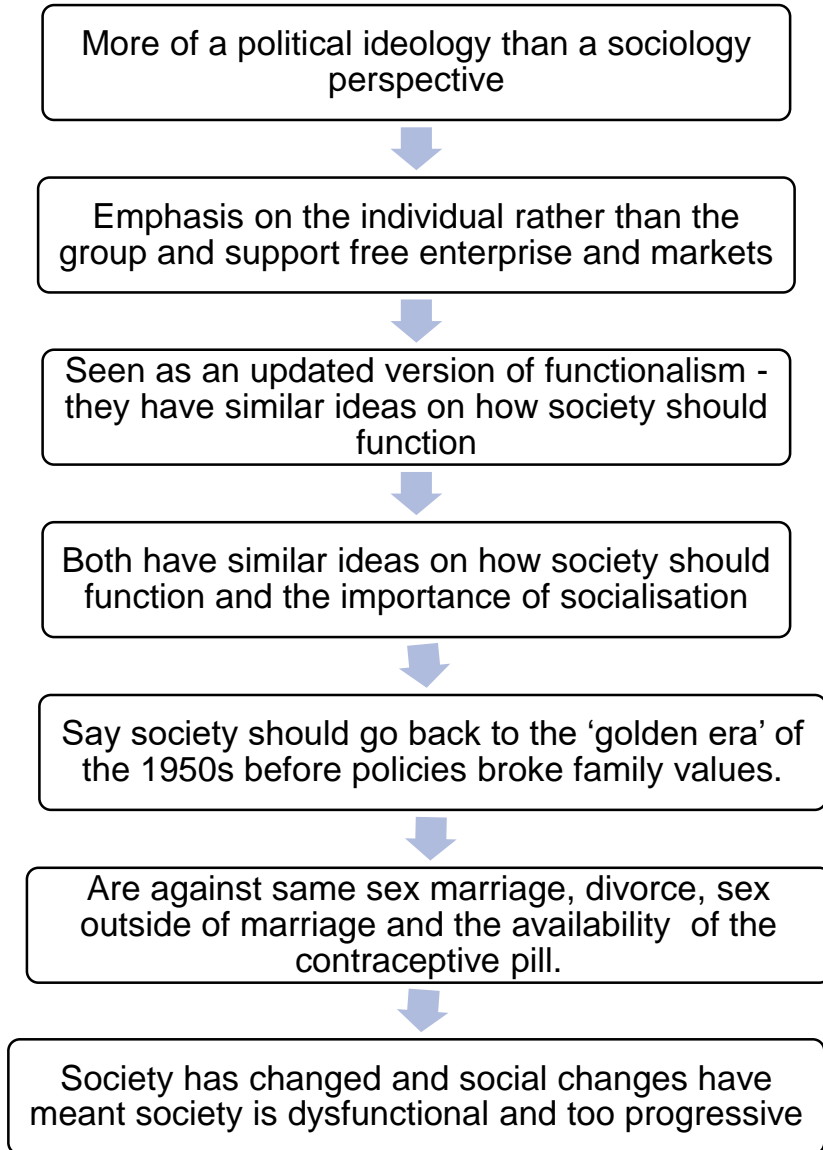 More of a political ideology than a sociology
perspective
Emphasis on the individual rather than the
group and support free enterprise and markets
Seen as an updated version of functionalism -
they have similar ideas on how society should
function
Both have similar ideas on how society should
function and the importance of socialisation
Say society should go back to the ‘golden era’ of
the 1950s before policies broke family values.
Are against same sex marriage, divorce, sex
outside of marriage and the availability  of the
contraceptive pill.
Society has changed and social changes have
meant society is dysfunctional and too progressive